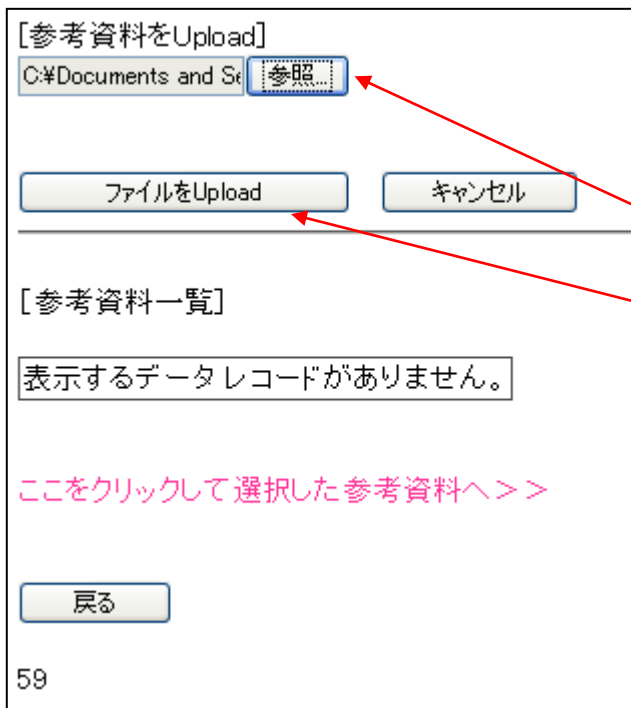 [参考資料をUpload]
C:¥Documents and Se 参照...
ファイルをUpload キャンセル
[参考資料一覧]
表示するデータ レコードがありません。
ここをクリックして選択した参考資料へ>>
戻る
59